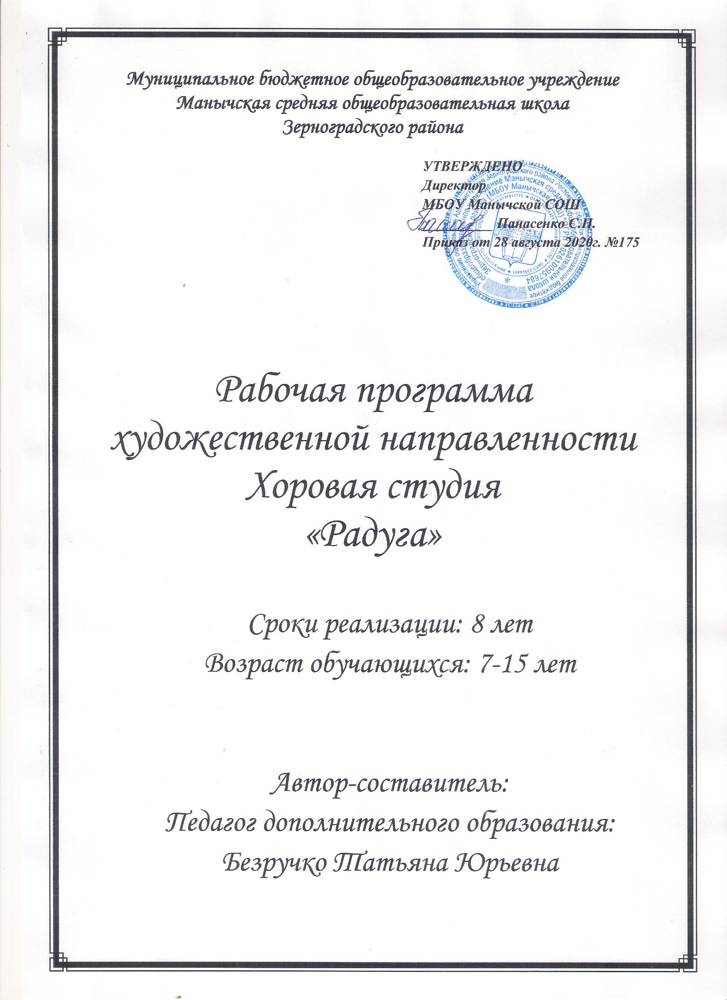 Муниципальное бюджетное общеобразовательное учреждение
Манычская средняя общеобразовательная школа
Зерноградского района
УТВЕРЖДЕНО
Директор
МБОУ Манычской СОШ
Панасенко С.Н.
Приказ от 28 августа 2020г. №175
Рабочая программа
художественной направленности
Хоровая студия
«Радуга»
Сроки реализации: 8 лет
Возраст обучающихся: 7-15 лет
Автор-составитель:
Педагог дополнительного образования:
Безручко Татьяна Юрьевна